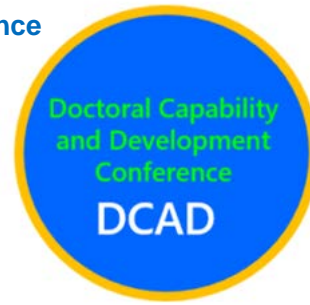 nce
Doctoral Capability
and Development
Conference
DCAD